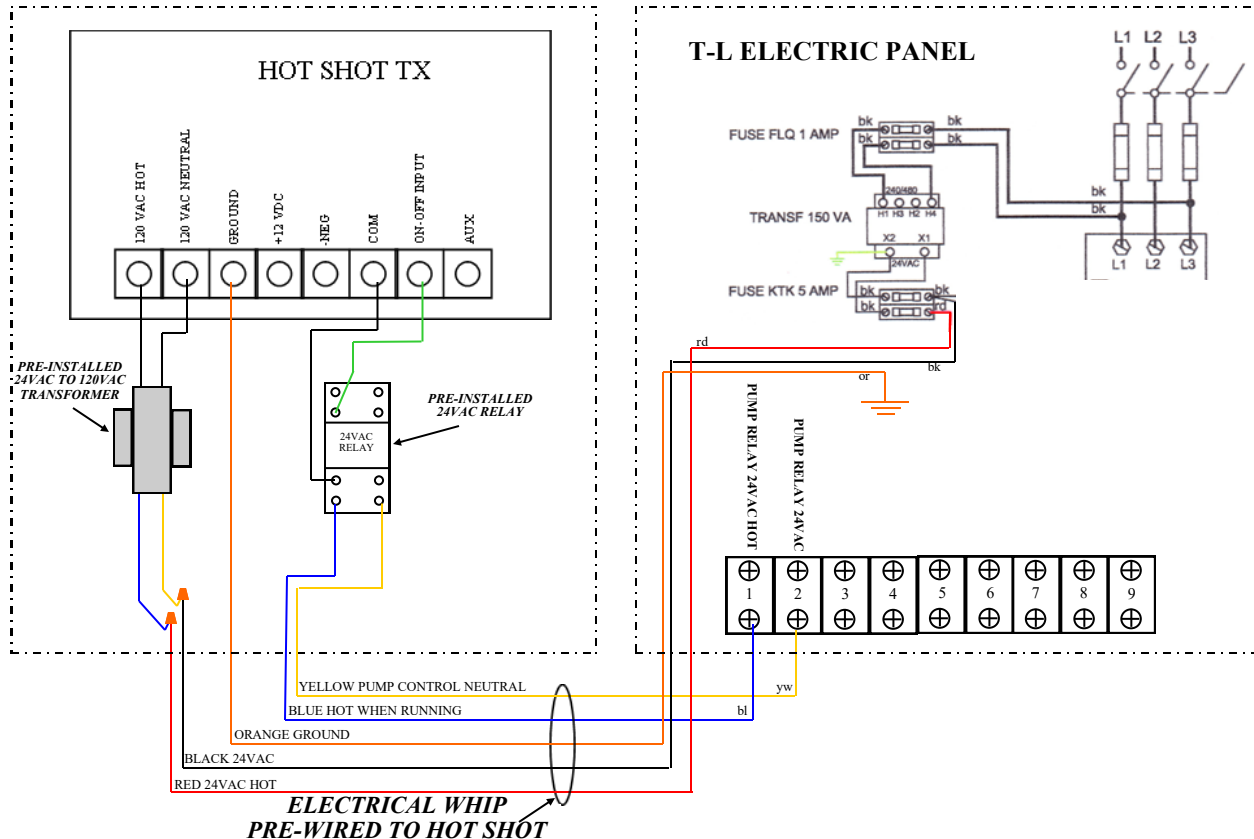 HOT SHOT TX
120 VAC HOT
120 VAC NEUTRAL
GROUND
+12 VDC
-NEG
COM
ON-OFF INPUT
AUX
PRE-INSTALLED
24VAC TO 120VAC
TRANSFORMER
24VAC
RELAY
PRE-INSTALLED
24VAC RELAY
T-L ELECTRIC PANEL
L1 L2 L3
bk bk
FUSE FLQ 1 AMP
bk bk
240/480
H1 H3 H2 H4
TRANSF 150 VA
X2 X1
24VAC
bk
bk
L1 L2 L3
FUSE KTK 5 AMP
bk bk
bk rd
rd
bk
or
PUMP RELAY 24VAC HOT
PUMP RELAY 24VAC
1 2 3 4 5 6 7 8 9
YELLOW PUMP CONTROL NEUTRAL
yw
BLUE HOT WHEN RUNNING
bl
ORANGE GROUND
BLACK 24VAC
RED 24VAC HOT
ELECTRICAL WHIP
PRE-WIRED TO HOT SHOT